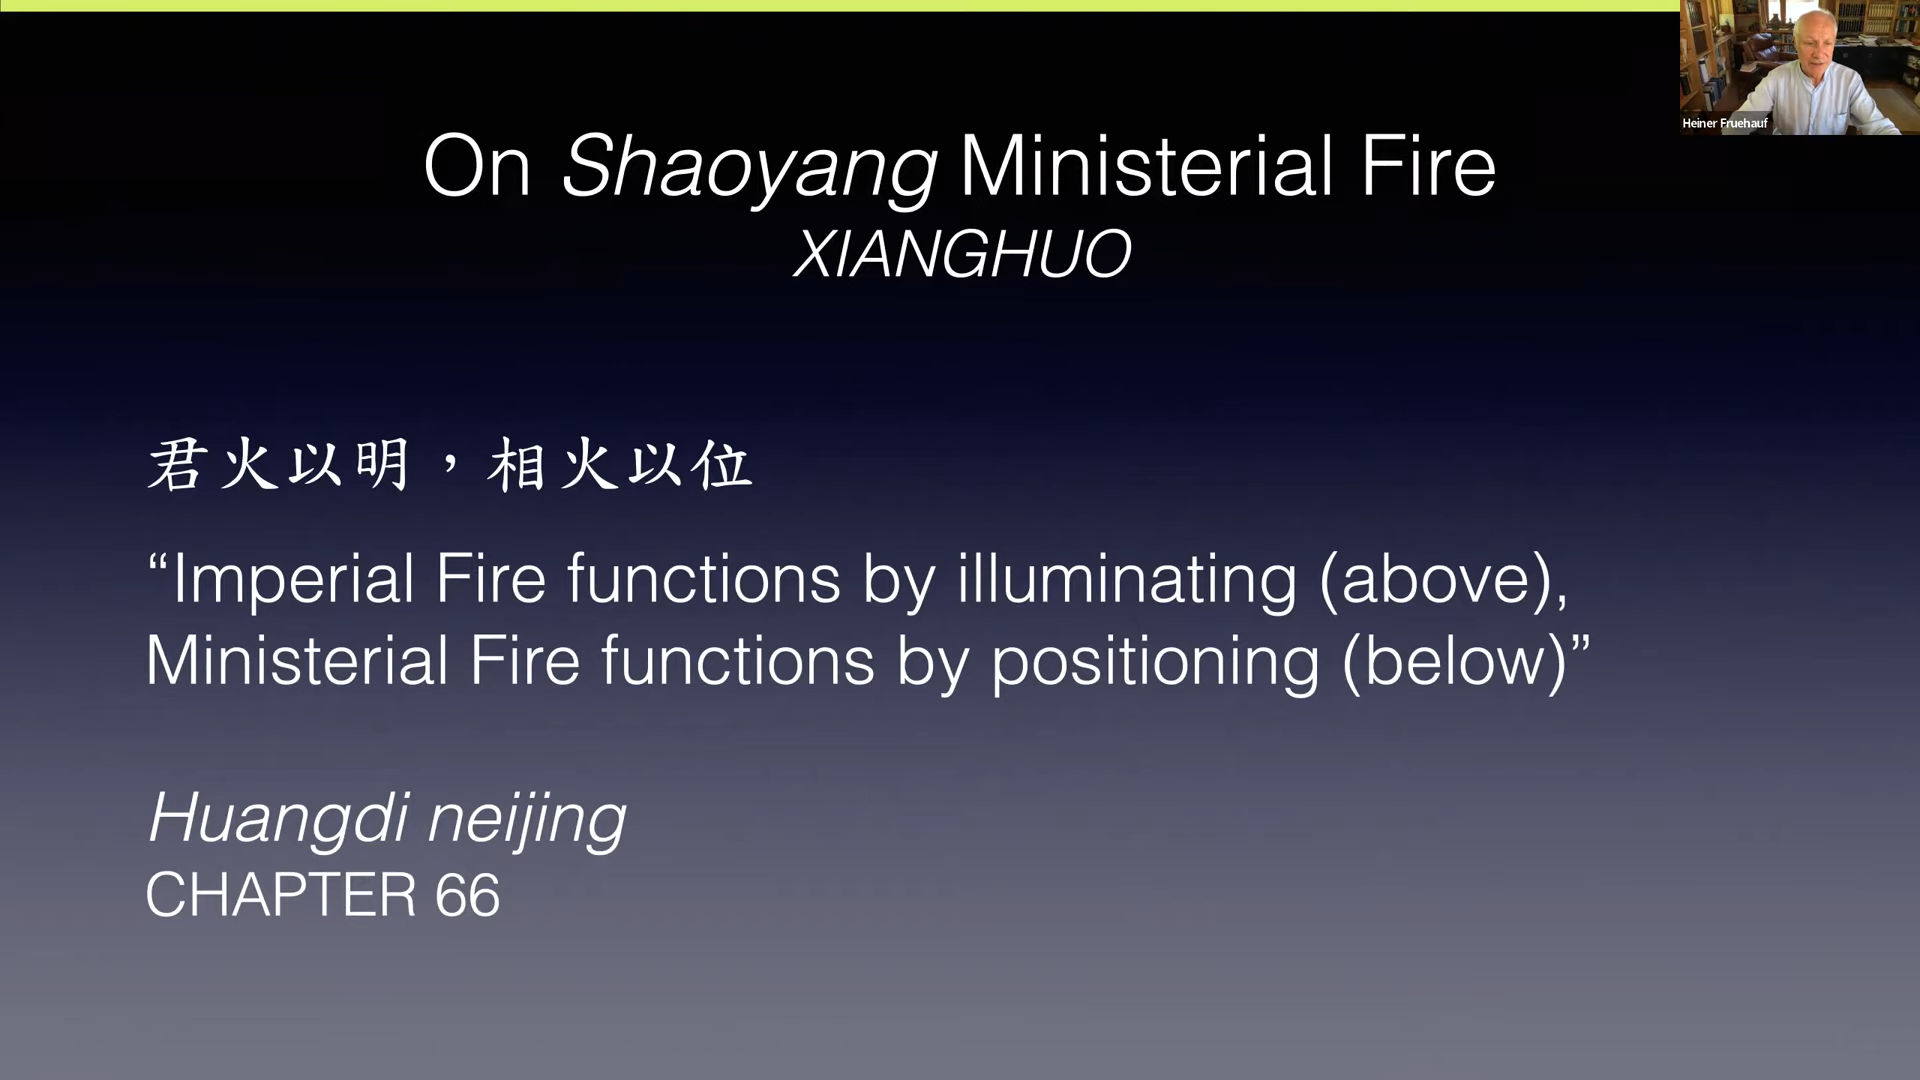 On Shaoyang Ministerial Fire
XIANGHUO
君火以明，相火以位
“Imperial Fire functions by illuminating (above),
Ministerial Fire functions by positioning (below)”
Huangdi neijing
CHAPTER 66
Heiner Fruehauf